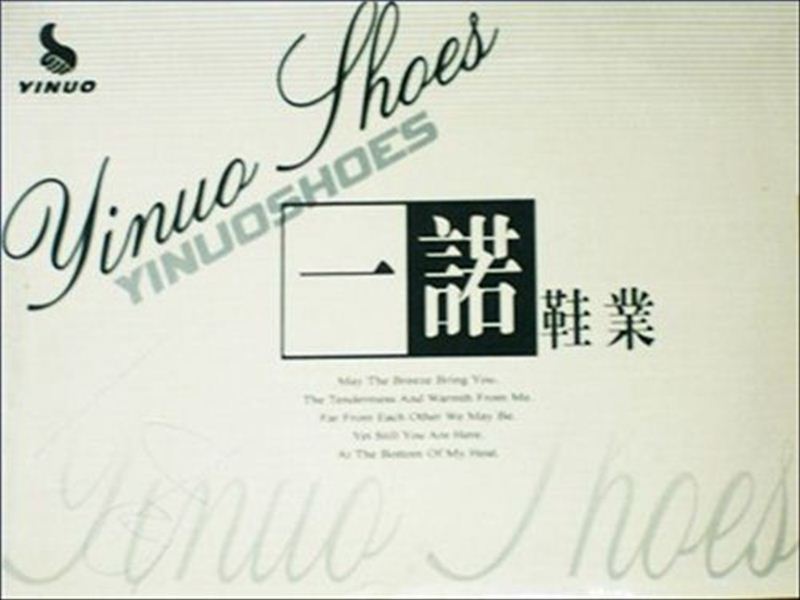 YINUO
Yinuo Shoes
YINUOSHOES
一諾鞋業
May The Breeze Bring You.
The Tenderness And Warmth From Me.
Far From Each Other We May Be.
Yet Still You Are Here.
At The Bottom Of My Heat.
Yinuo Shoes